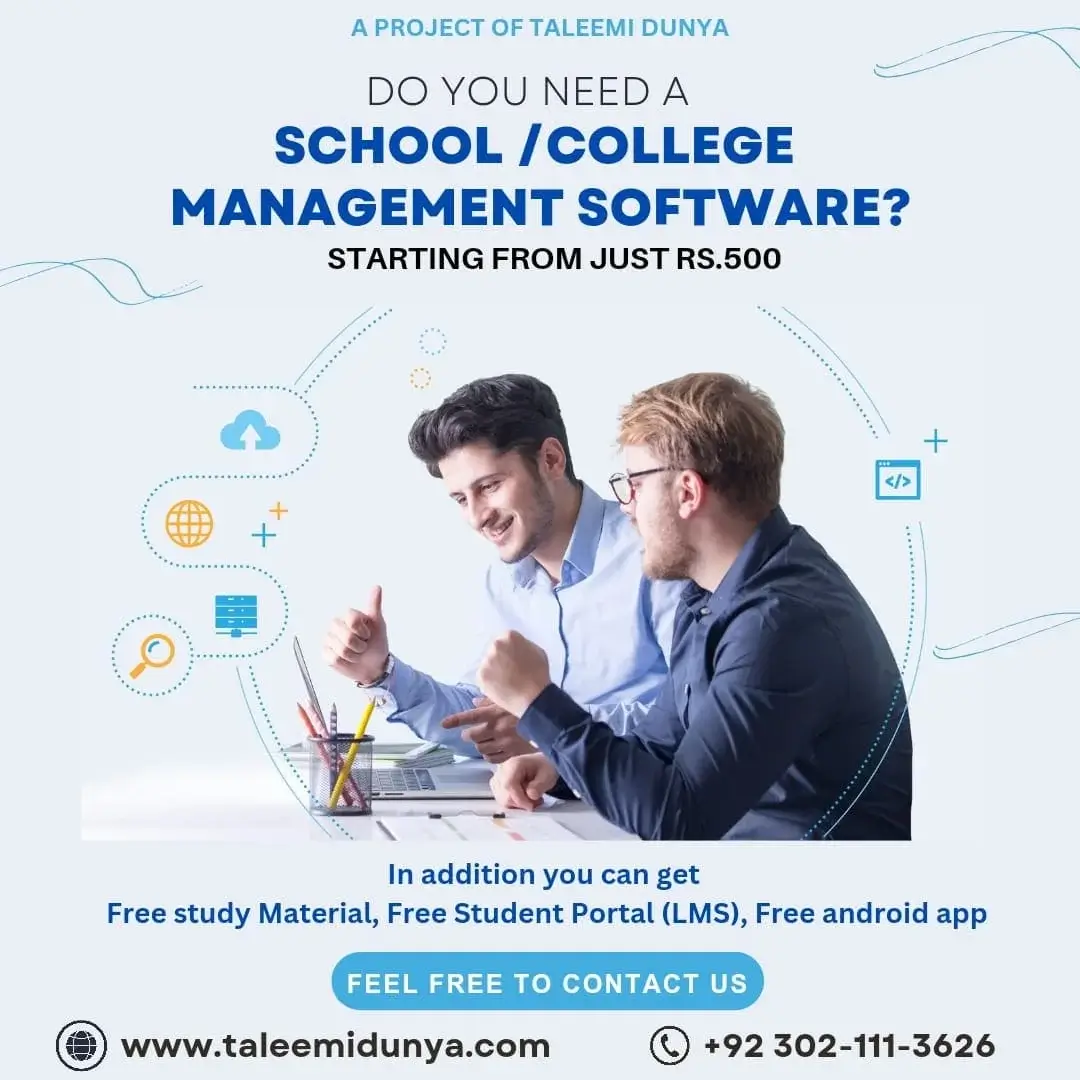 A PROJECT OF TALEEMI DUNYA
DO YOU NEED A
SCHOOL /COLLEGE
MANAGEMENT SOFTWARE?
STARTING FROM JUST RS.500
</>
In addition you can get
Free study Material, Free Student Portal (LMS), Free android app
FEEL FREE TO CONTACT US
www.taleemidunya.com
+92 302-111-3626